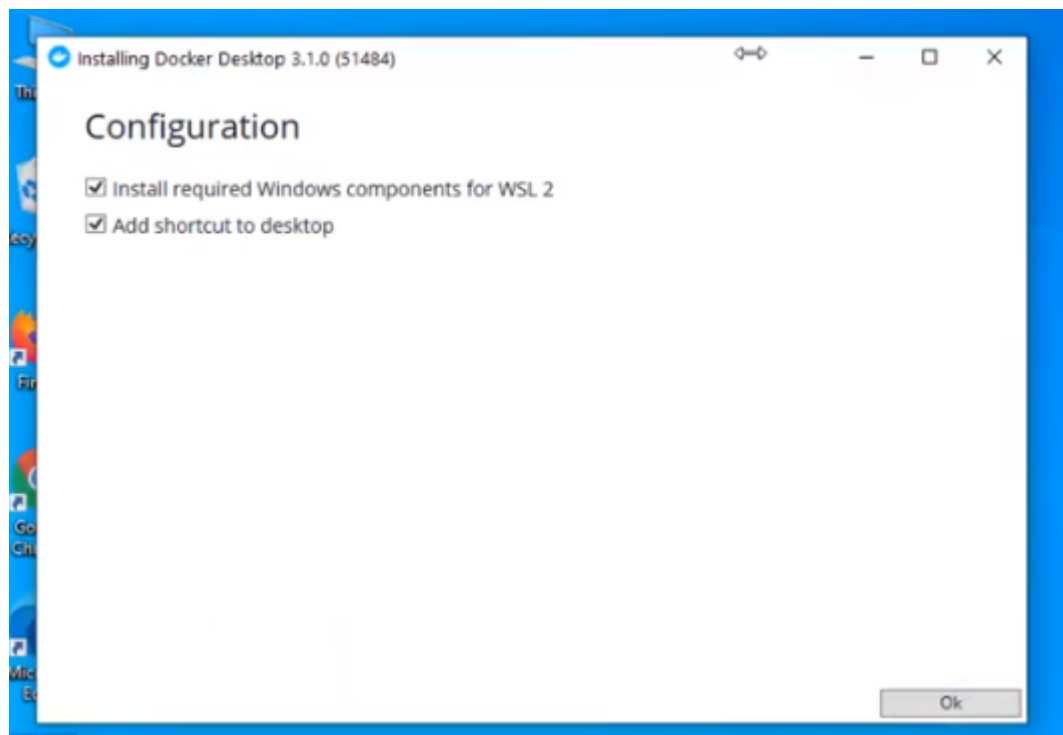 Installing Docker Desktop 3.1.0 (51484)
Configuration
Install required Windows components for WSL 2
Add shortcut to desktop
Ok